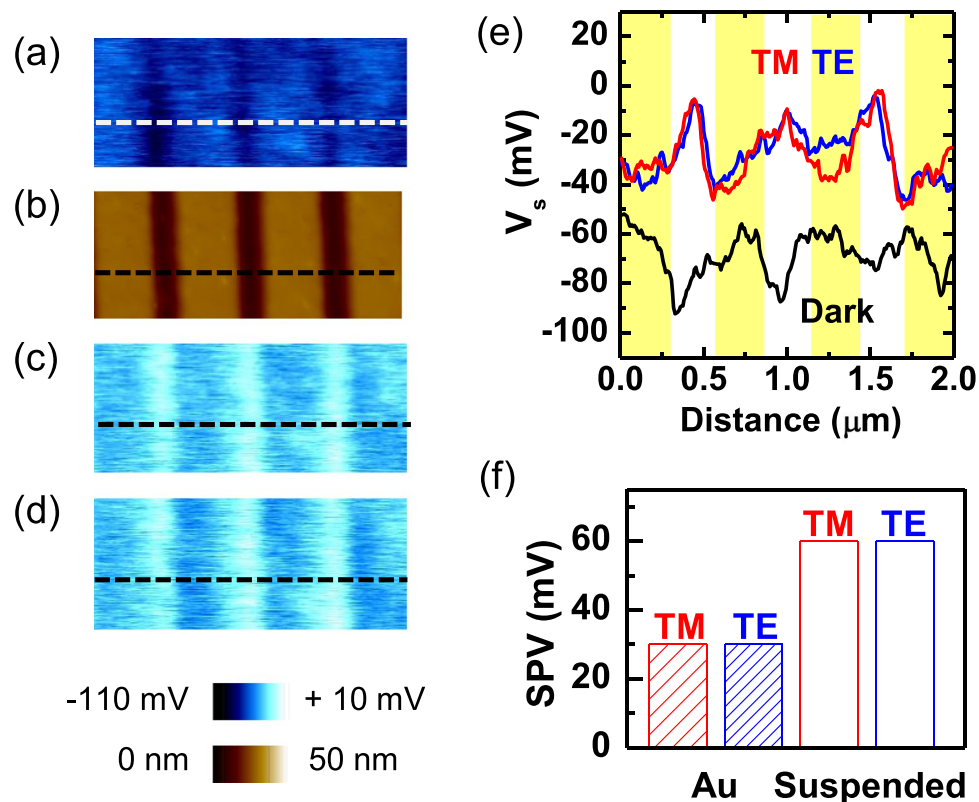 (a)
(b)
(c)
(d)
-110 mV + 10 mV
0 nm 50 nm
(e)
20
0
-20
-40
-60
-80
-100
V_s (mV)
TM TE
Dark
0.0 0.5 1.0 1.5 2.0
Distance (μm)
(f)
60
40
20
0
SPV (mV)
TM TE TM TE
Au Suspended